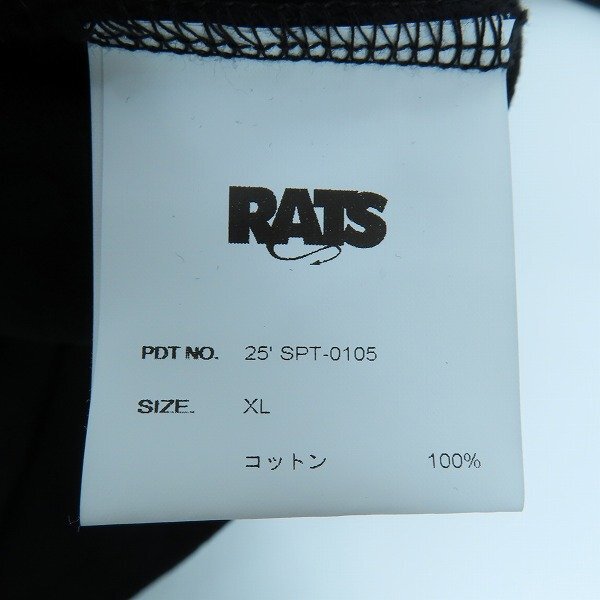 RATS
PDT NO. 25' SPT-0105
SIZE. XL
コットン 100%